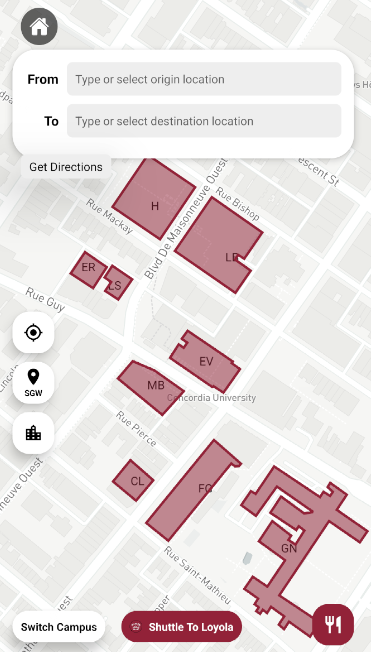 From Type or select origin location
To Type or select destination location
Get Directions
escent St
H
Rue Bishop
Rue Mackay
Blvd De Maisonneuve Ouest
LB
ER
LS
Rue Guy
EV
SGW
MB
Concordia University
Rue Pierce
CL
FG
GN
Rue Saint-Mathieu
Switch Campus
Shuttle To Loyola